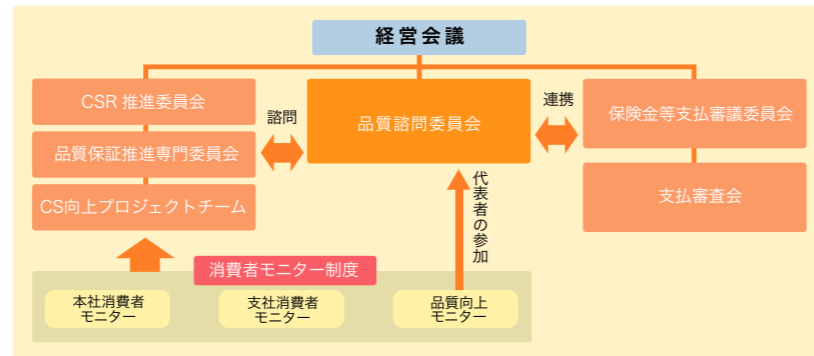 経営会議
CSR 推進委員会
諮問
品質諮問委員会
連携
保険金等支払審議委員会
品質保証推進専門委員会
CS向上プロジェクトチーム
支払審査会
代表者の参加
消費者モニター制度
本社消費者
モニター
支社消費者
モニター
品質向上
モニター